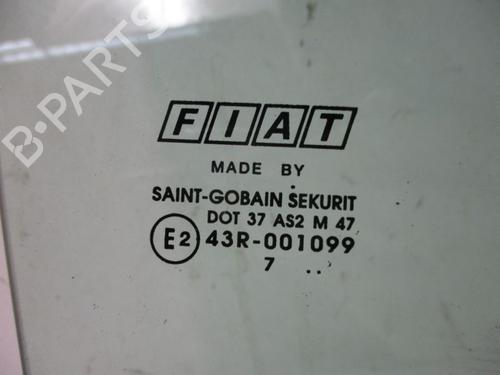 B-PARTS
FIAT
MADE BY
SAINT-GOBAIN SEKURIT
DOT 37 AS2 M 47
E2 43R-001099
7 ..